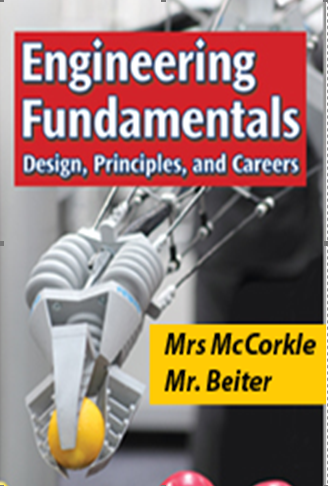 Engineering
Fundamentals
Design, Principles, and Careers
Mrs McCorkle
Mr. Beiter